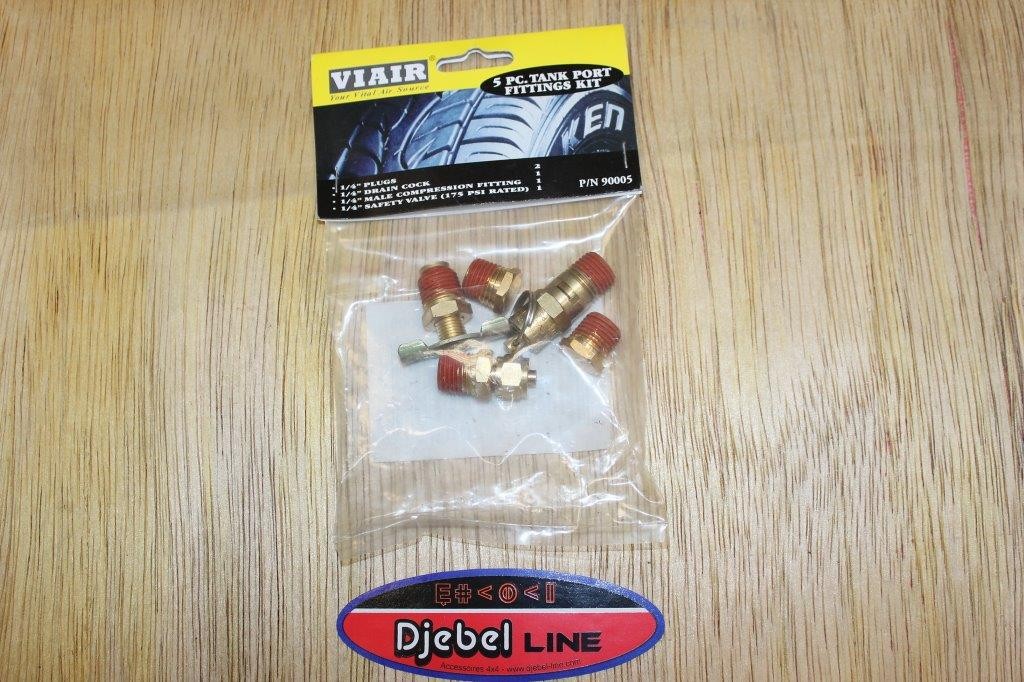 VIAIR®
Your Vital Air Source
5 PC. TANK PORT
FITTINGS KIT
KEN
• 1/4" PLUGS 2
• 1/4" DRAIN COCK 1
• 1/4" MALE COMPRESSION FITTING 1
• 1/4" SAFETY VALVE (175 PSI RATED) 1
P/N 90005
Djebel LINE
Accessoires 4x4 - www.djebel-line.com